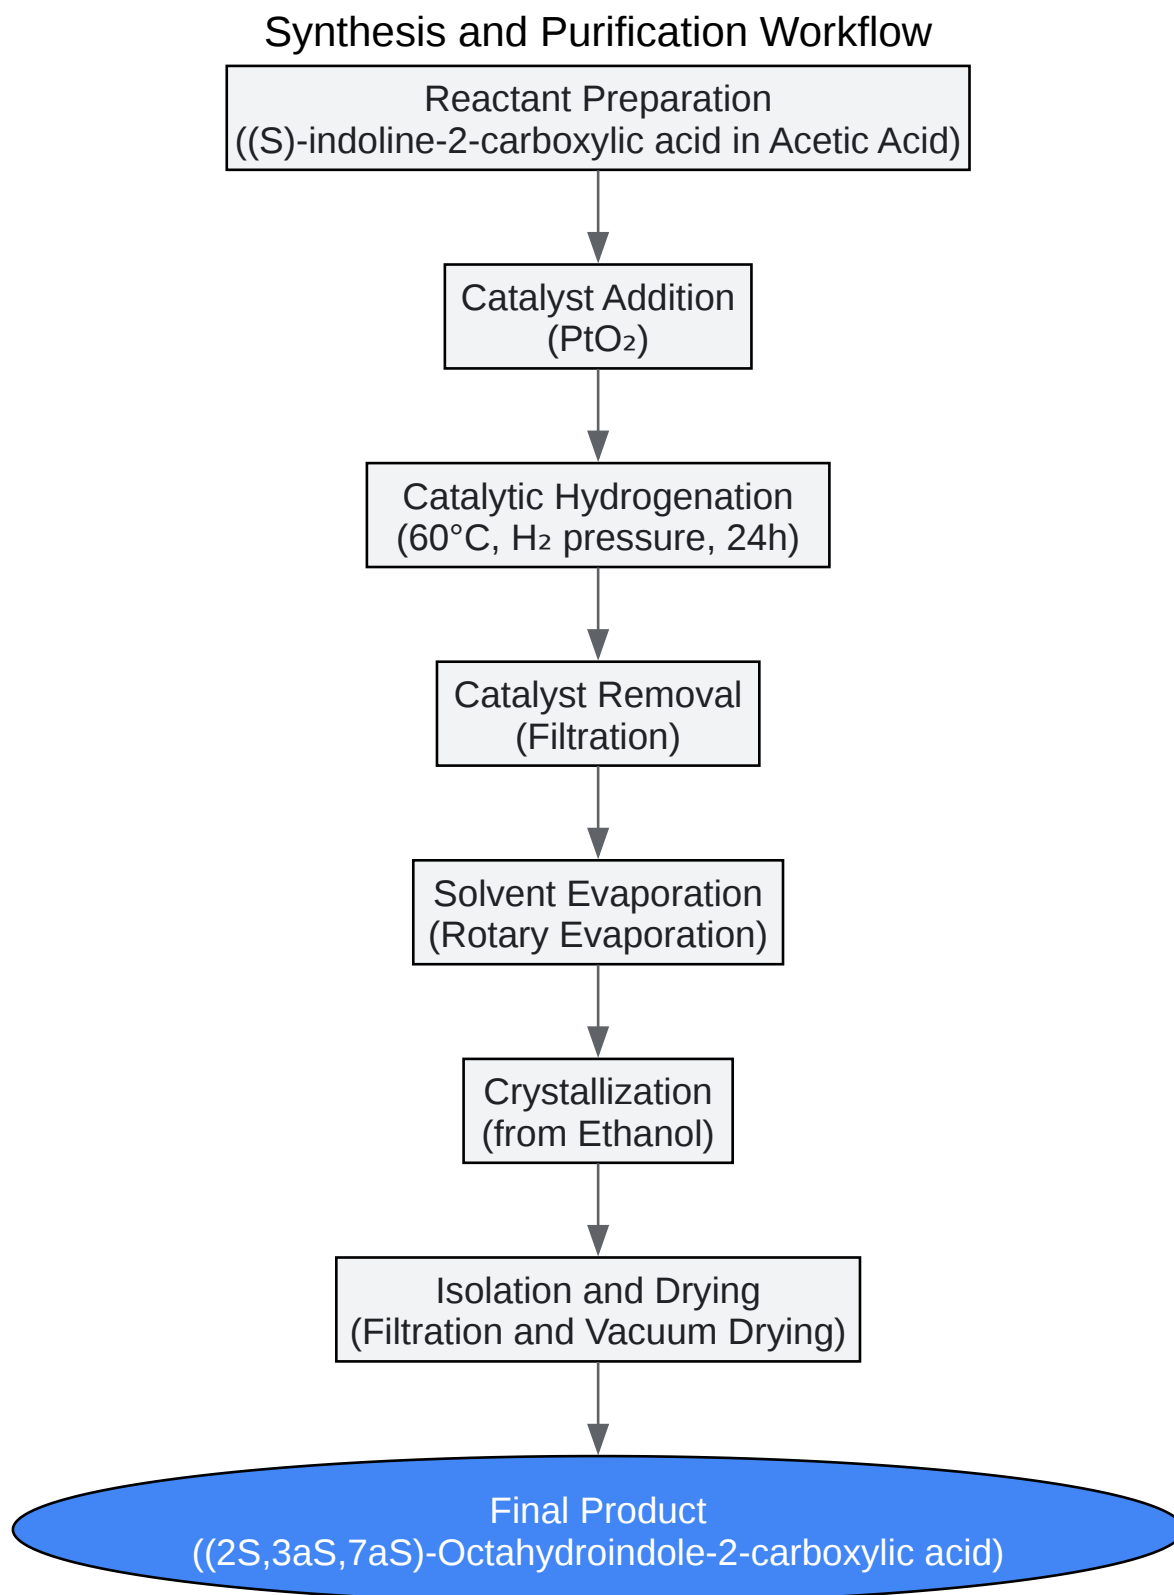 Synthesis and Purification Workflow
Reactant Preparation
((S)-indoline-2-carboxylic acid in Acetic Acid)
Catalyst Addition
(PtO₂)
Catalytic Hydrogenation
(60°C, H₂ pressure, 24h)
Catalyst Removal
(Filtration)
Solvent Evaporation
(Rotary Evaporation)
Crystallization
(from Ethanol)
Isolation and Drying
(Filtration and Vacuum Drying)
Final Product
((2S,3aS,7aS)-Octahydroindole-2-carboxylic acid)